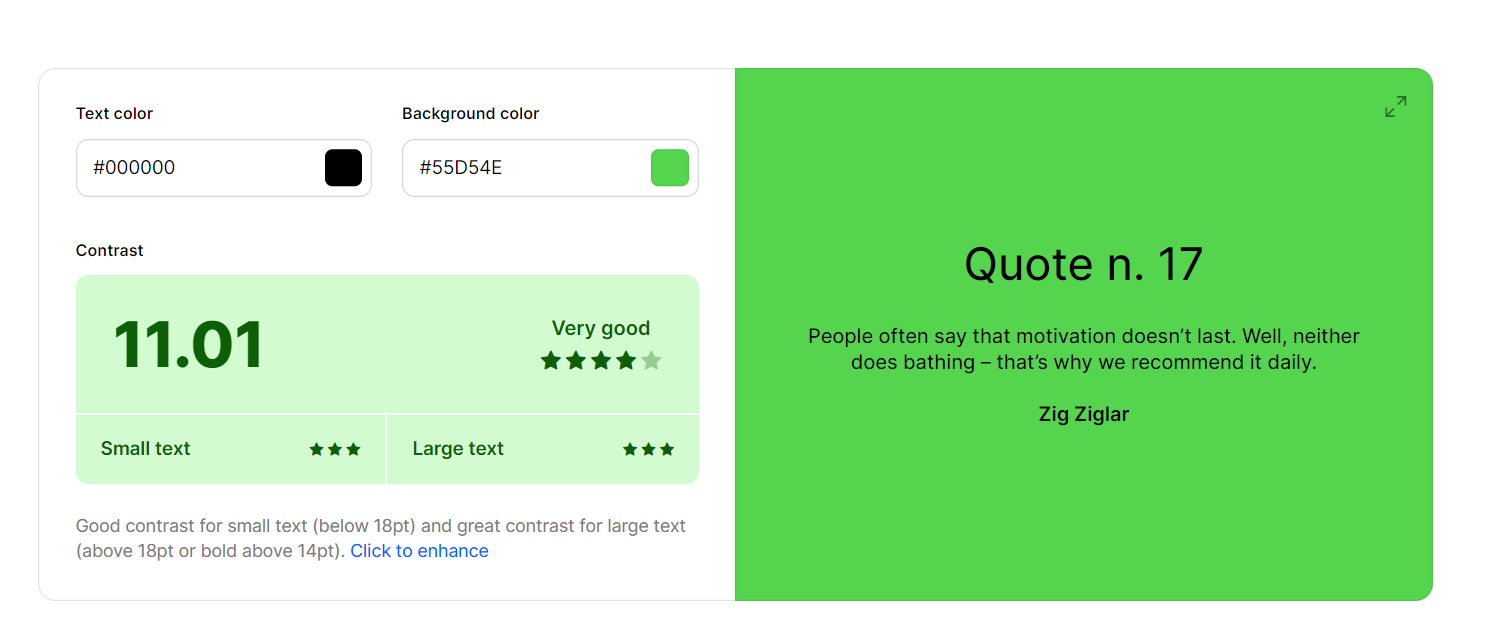 Text color
#000000
Background color
#55D54E
Contrast
11.01
Very good
Small text
Large text
Good contrast for small text (below 18pt) and great contrast for large text
(above 18pt or bold above 14pt). Click to enhance
Quote n. 17
People often say that motivation doesn’t last. Well, neither
does bathing – that’s why we recommend it daily.
Zig Ziglar